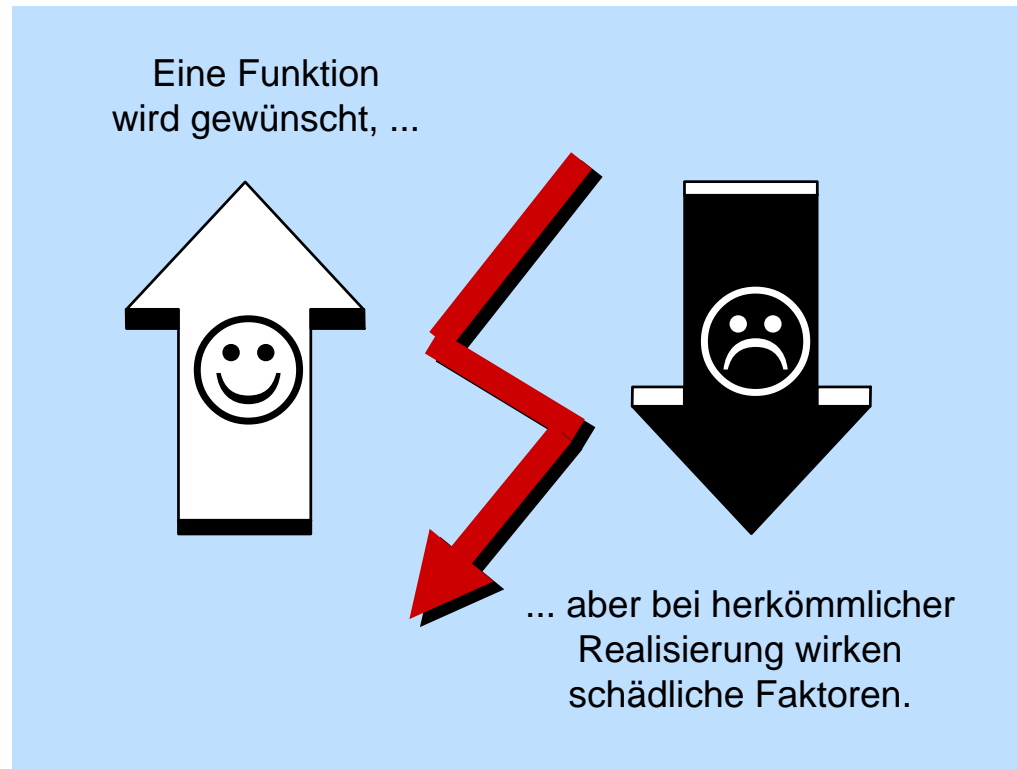 Eine Funktion
wird gewünscht, ...
... aber bei herkömmlicher
Realisierung wirken
schädliche Faktoren.